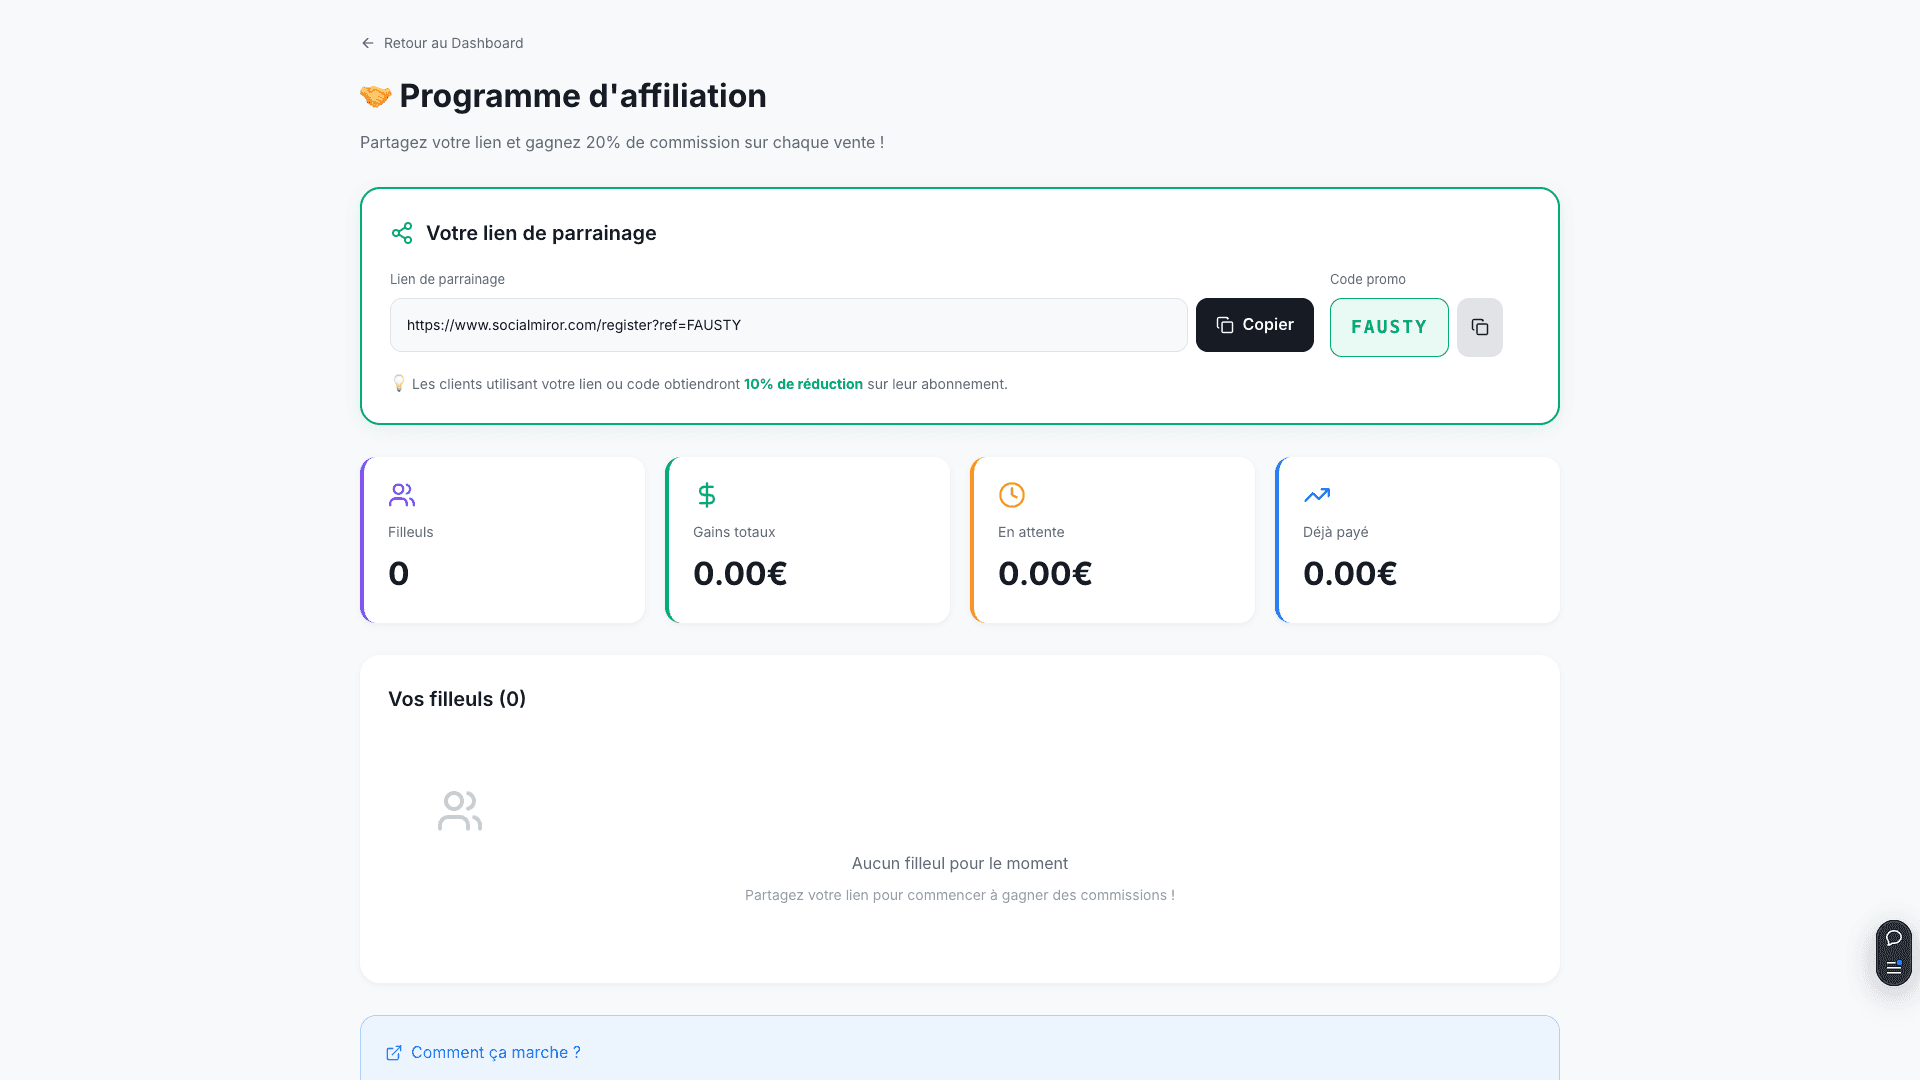 Retour au Dashboard
Programme d'affiliation
Partagez votre lien et gagnez 20% de commission sur chaque vente !
Votre lien de parrainage
Lien de parrainage
https://www.socialmiror.com/register?ref=FAUSTY
Copier
Code promo
FAUSTY
Les clients utilisant votre lien ou code obtiendront 10% de réduction sur leur abonnement.
Filleuls
0
Gains totaux
0.00€
En attente
0.00€
Déjà payé
0.00€
Vos filleuls (0)
Aucun filleul pour le moment
Partagez votre lien pour commencer à gagner des commissions !
Comment ça marche ?